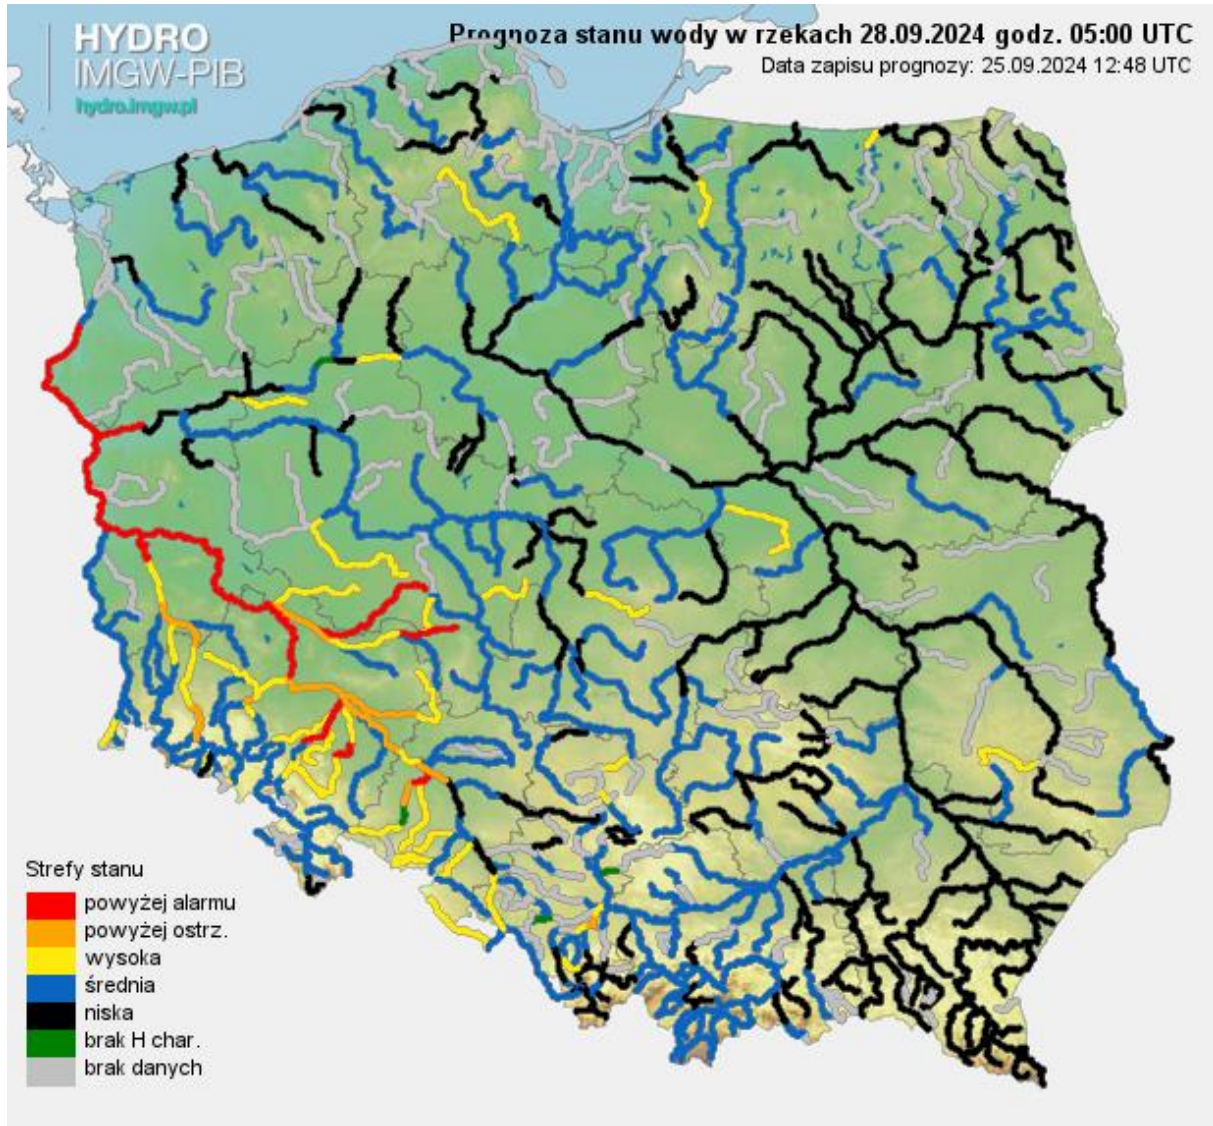 HYDRO
IMGW-PIB
hydro.imgw.pl
Prognoza stanu wody w rzekach 28.09.2024 godz. 05:00 UTC
Data zapisu prognozy: 25.09.2024 12:48 UTC
Strefy stanu
powyżej alarmu
powyżej ostrz.
wysoka
średnia
niska
brak H char.
brak danych